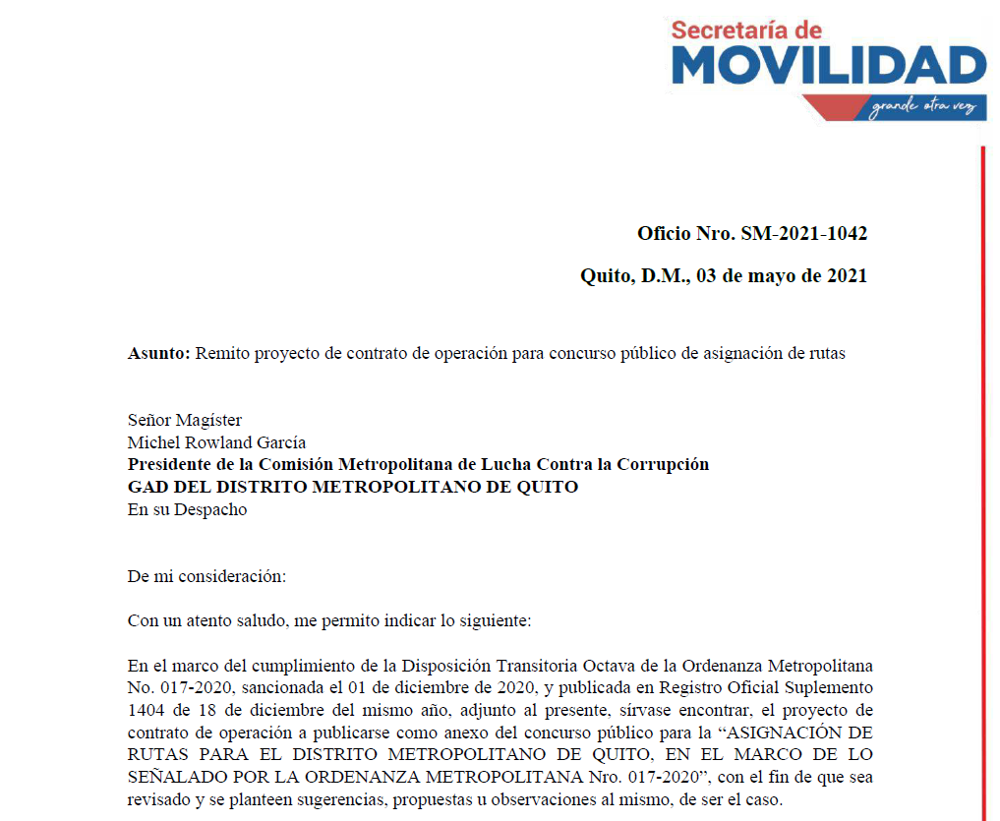 Secretaría de
MOVILIDAD
grande otra vez
Oficio Nro. SM-2021-1042
Quito, D.M., 03 de mayo de 2021
Asunto: Remito proyecto de contrato de operación para concurso público de asignación de rutas
Señor Magíster
Michel Rowland García
Presidente de la Comisión Metropolitana de Lucha Contra la Corrupción
GAD DEL DISTRITO METROPOLITANO DE QUITO
En su Despacho
De mi consideración:
Con un atento saludo, me permito indicar lo siguiente:
En el marco del cumplimiento de la Disposición Transitoria Octava de la Ordenanza Metropolitana
No. 017-2020, sancionada el 01 de diciembre de 2020, y publicada en Registro Oficial Suplemento
1404 de 18 de diciembre del mismo año, adjunto al presente, sírvase encontrar, el proyecto de
contrato de operación a publicarse como anexo del concurso público para la “ASIGNACIÓN DE
RUTAS PARA EL DISTRITO METROPOLITANO DE QUITO, EN EL MARCO DE LO
SEÑALADO POR LA ORDENANZA METROPOLITANA Nro. 017-2020”, con el fin de que sea
revisado y se planteen sugerencias, propuestas u observaciones al mismo, de ser el caso.